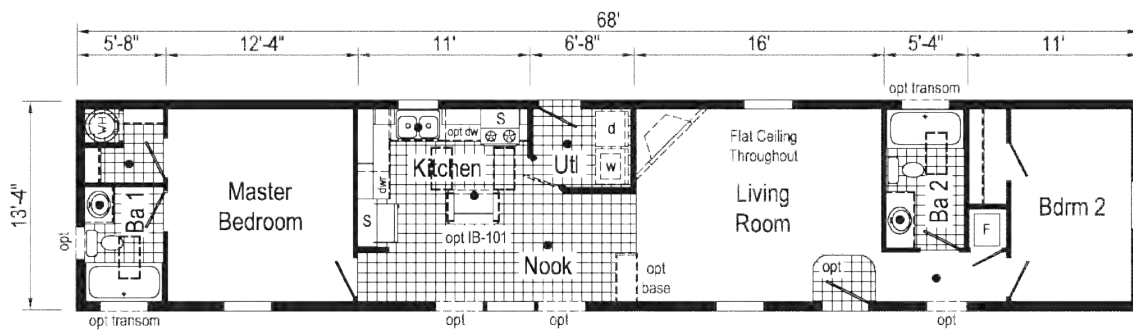 68'
5'-8" 12'-4" 11' 6'-8" 16' 5'-4" 11'
opt transom
13'-4"
WH
S
d
opt dw
Flat Ceiling
Throughout
Kitchen
Utl
w
dwr
Master
Bedroom
Ba 1
Living
Room
Ba 2
Bdrm 2
S
F
opt IB-101
opt
Nook
opt
base
opt
opt transom
opt
opt
opt